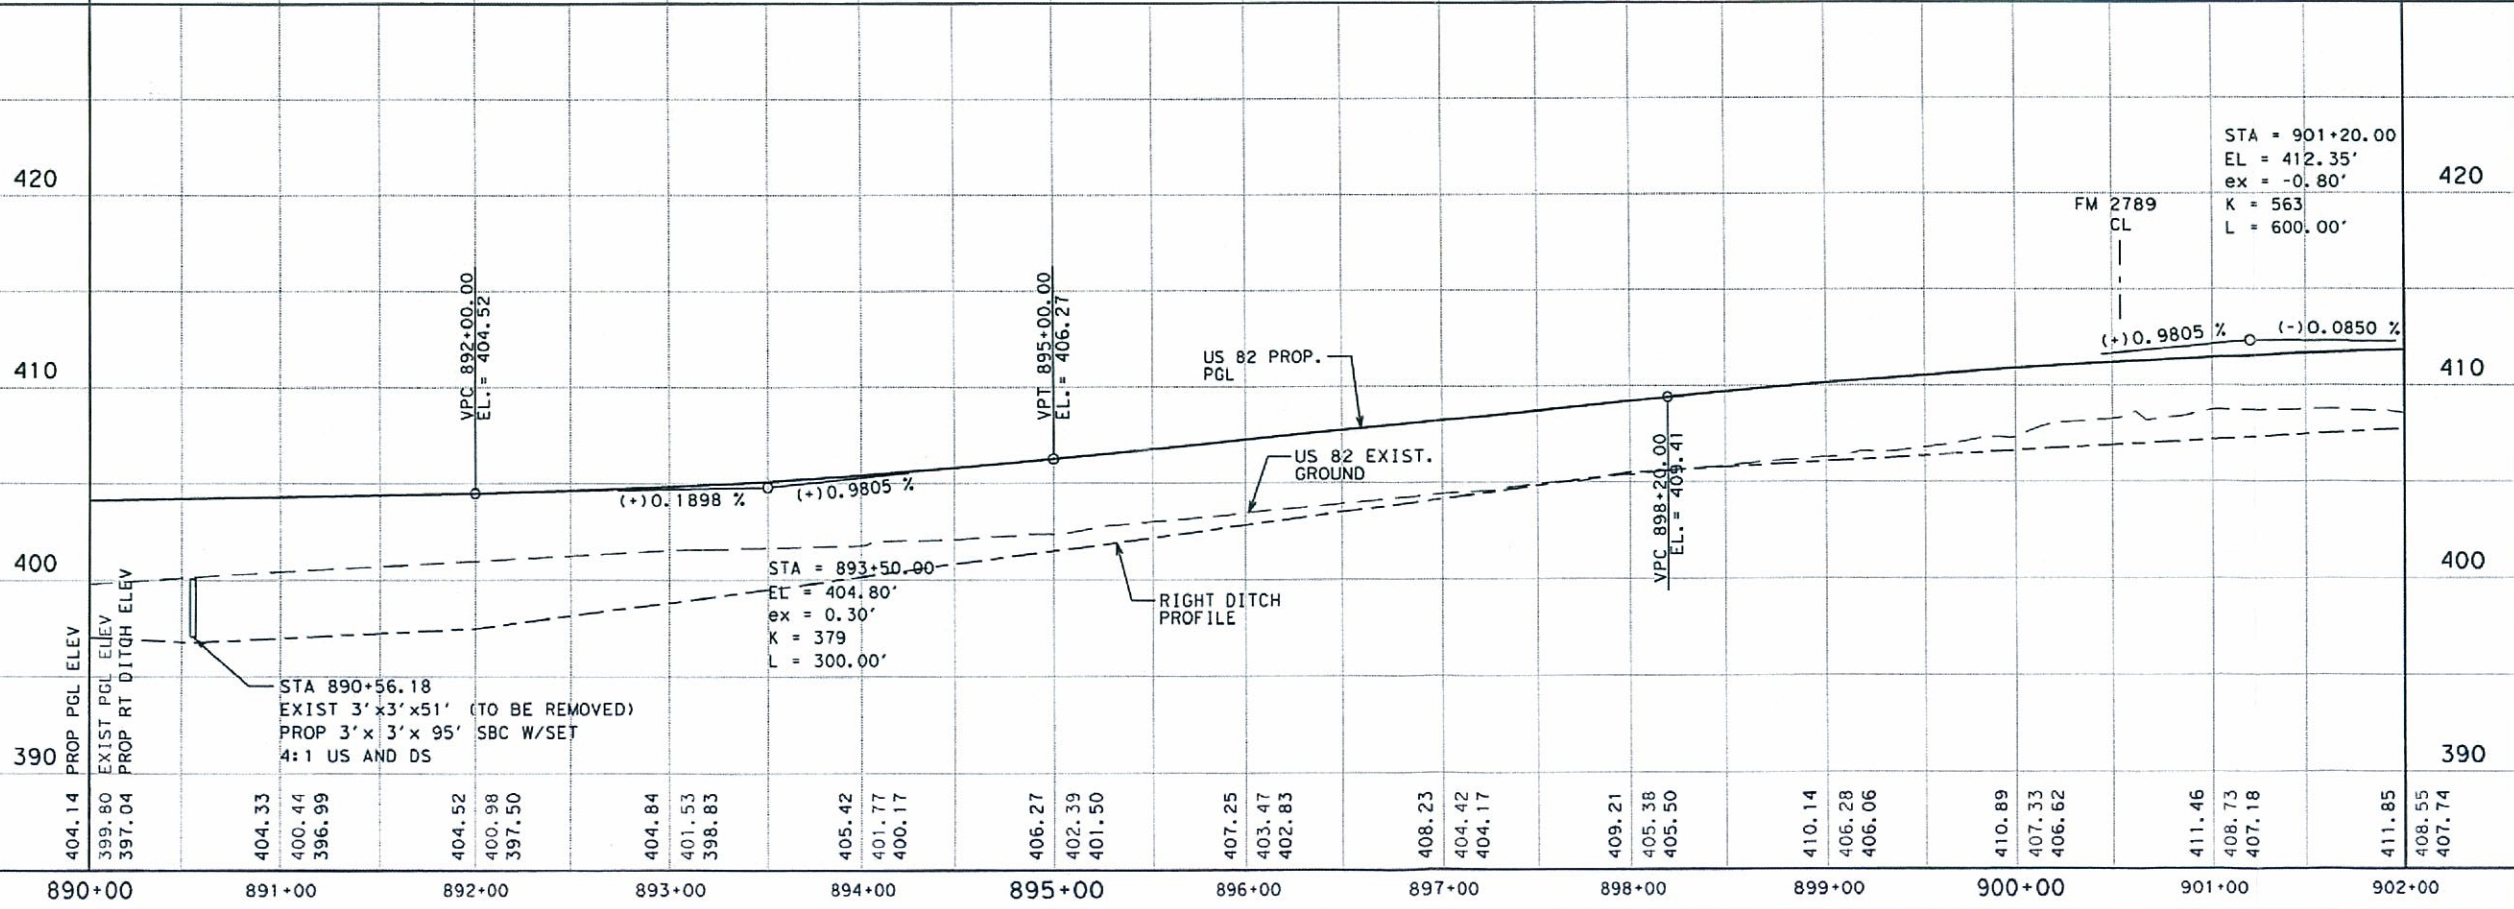 STA = 901+20.00
EL = 412.35'
ex = -0.80'
K = 563
L = 600.00'
420
420
FM 2789
CL
VPC 892+00.00
EL.= 404.52
VPT 895+00.00
EL.= 406.27
(+)0.9805 %
(-)0.0850 %
US 82 PROP.
PGL
410
410
VPC 898+20.00
EL.= 409.41
US 82 EXIST.
GROUND
(+)0.1898 %
(+)0.9805 %
400
400
STA = 893+50.00
EL = 404.80'
ex = 0.30'
K = 379
L = 300.00'
RIGHT DITCH
PROFILE
PROP PGL ELEV
EXIST PGL ELEV
PROP RT DITCH ELEV
STA 890+56.18
EXIST 3'x3'x51' (TO BE REMOVED)
PROP 3'x 3'x 95' SBC W/SET
4:1 US AND DS
390
390
404.14
399.80
397.04
404.33
400.44
396.99
404.52
400.98
397.50
404.84
401.53
398.83
405.42
401.77
400.17
406.27
402.39
401.50
407.25
403.47
402.83
408.23
404.42
404.17
409.21
405.38
405.50
410.14
406.28
406.06
410.89
407.33
406.62
411.46
408.73
407.18
411.85
408.55
407.74
890+00
891+00
892+00
893+00
894+00
895+00
896+00
897+00
898+00
899+00
900+00
901+00
902+00